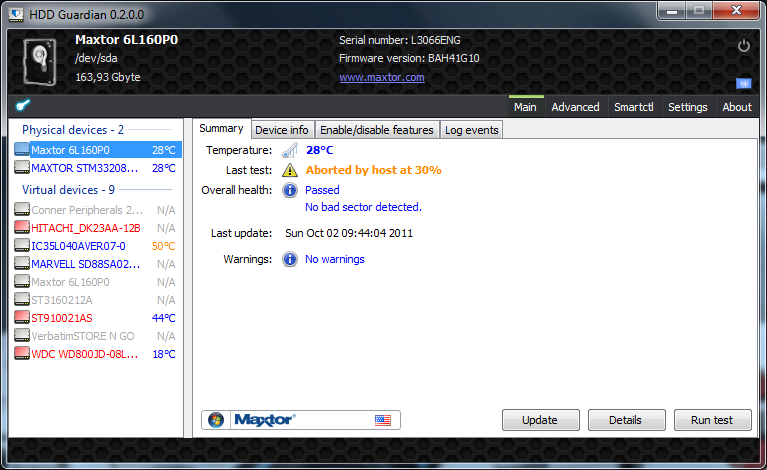 HDD Guardian 0.2.0.0
Maxtor 6L160P0
/dev/sda
163,93 Gbyte
Serial number: L3066ENG
Firmware version: BAH41G10
www.maxtor.com
Main Advanced Smartctl Settings About
Physical devices - 2
Maxtor 6L160P0 28°C
MAXTOR STM33208... 28°C
Virtual devices - 9
Conner Peripherals 2... N/A
HITACHI_DK23AA-12B N/A
IC35L040AVER07-0 50°C
MARVELL SD88SA02... N/A
Maxtor 6L160P0 N/A
ST3160212A N/A
ST910021AS 44°C
VerbatimSTORE N GO N/A
WDC WD800JD-08L... 18°C
Summary Device info Enable/disable features Log events
Temperature: 28°C
Last test: Aborted by host at 30%
Overall health: Passed
No bad sector detected.
Last update: Sun Oct 02 09:44:04 2011
Warnings: No warnings
Maxtor
Update Details Run test